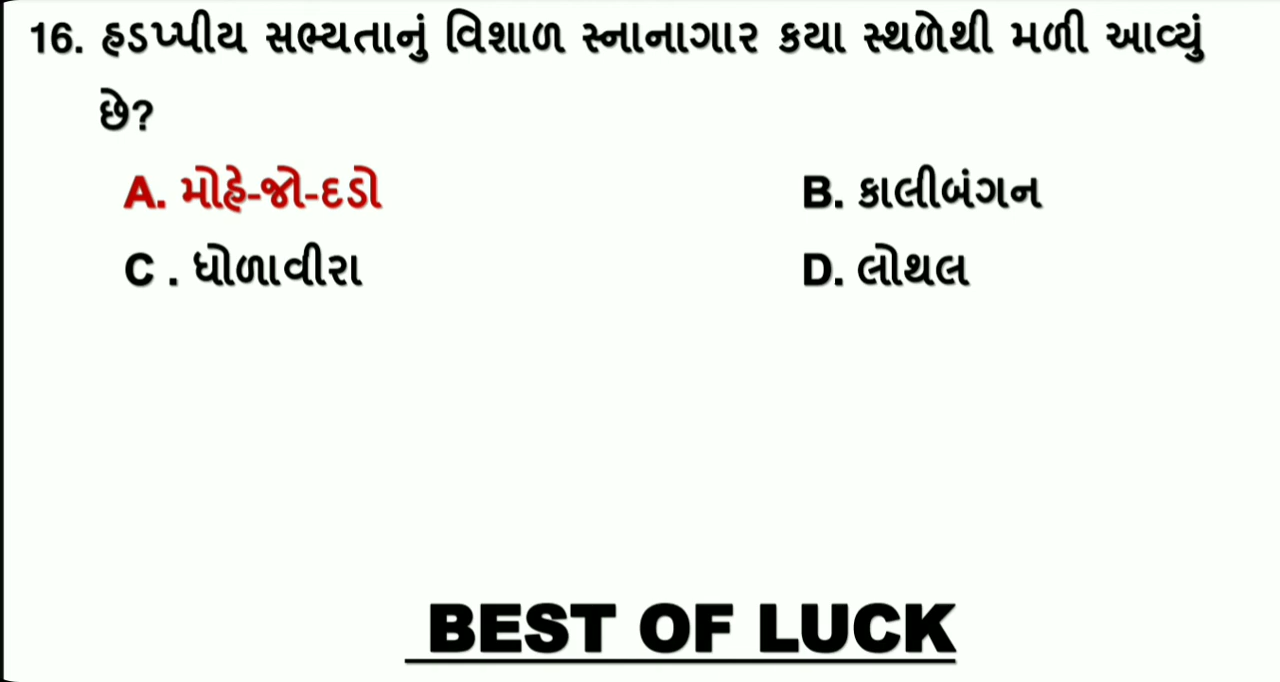 16. હડપ્પીય સભ્યતાનું વિશાળ સ્નાનાગાર કયા સ્થળેથી મળી આવ્યું
છે?
A. મોહે-જો-દડો B. કાલીબંગન
C . ધોળાવીરા D. લોથલ
BEST OF LUCK